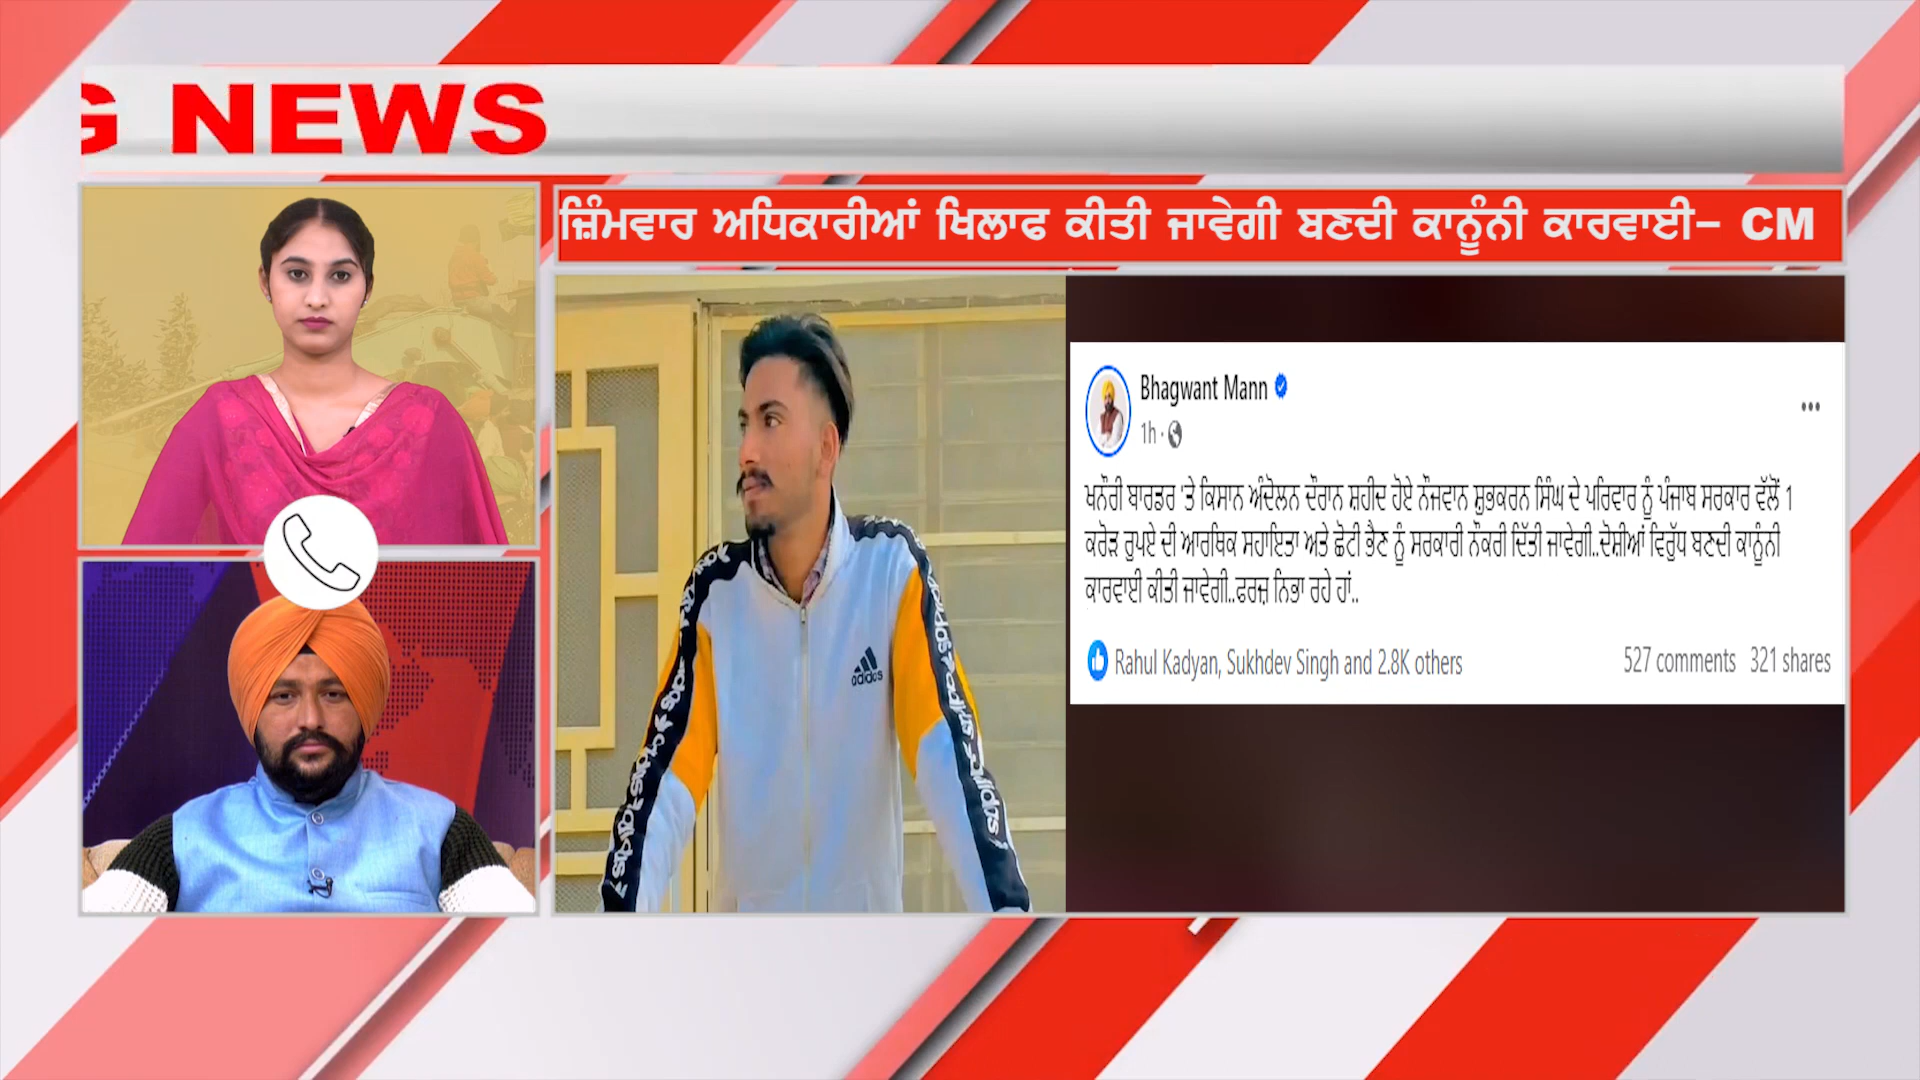 G NEWS
ਜ਼ਿੰਮਵਾਰ ਅਧਿਕਾਰੀਆਂ ਖਿਲਾਫ ਕੀਤੀ ਜਾਵੇਗੀ ਬਣਦੀ ਕਾਨੂੰਨੀ ਕਾਰਵਾਈ- CM
Bhagwant Mann
1h ·
ਖਨੌਰੀ ਬਾਰਡਰ 'ਤੇ ਕਿਸਾਨ ਅੰਦੋਲਨ ਦੌਰਾਨ ਸ਼ਹੀਦ ਹੋਏ ਨੌਜਵਾਨ ਸ਼ੁਭਕਰਨ ਸਿੰਘ ਦੇ ਪਰਿਵਾਰ ਨੂੰ ਪੰਜਾਬ ਸਰਕਾਰ ਵੱਲੋਂ 1
ਕਰੋੜ ਰੁਪਏ ਦੀ ਆਰਥਿਕ ਸਹਾਇਤਾ ਅਤੇ ਛੋਟੀ ਭੈਣ ਨੂੰ ਸਰਕਾਰੀ ਨੌਕਰੀ ਦਿੱਤੀ ਜਾਵੇਗੀ..ਦੋਸ਼ੀਆਂ ਵਿਰੁੱਧ ਬਣਦੀ ਕਾਨੂੰਨੀ
ਕਾਰਵਾਈ ਕੀਤੀ ਜਾਵੇਗੀ..ਫਰਜ਼ ਨਿਭਾ ਰਹੇ ਹਾਂ..
Rahul Kadyan, Sukhdev Singh and 2.8K others
527 comments 321 shares
adidas